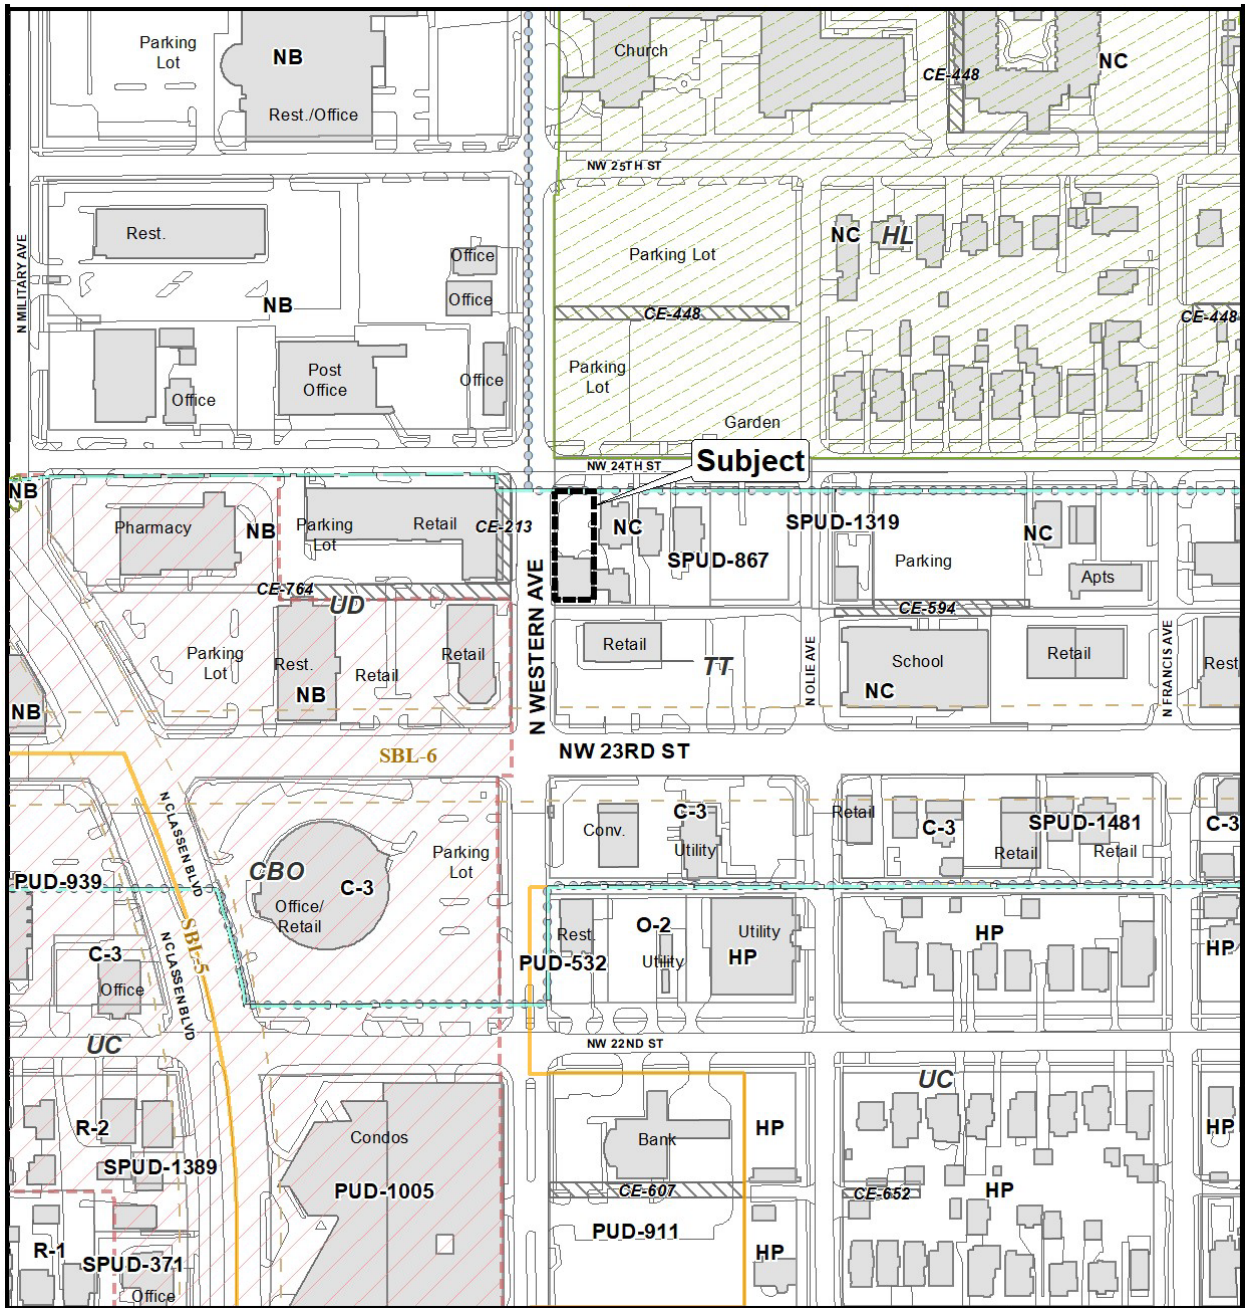 Parking
Lot
NB
Rest./Office
Church
CE-448
NC
NW 25TH ST
N MILITARY AVE
Rest.
Office
Office
NB
Parking Lot
NC
HL
CE-448
CE-448
Post
Office
Office
Office
Parking
Lot
Garden
NW 24TH ST
Subject
NB
Pharmacy
NB
Parking
Lot
Retail
CE-213
NC
SPUD-867
SPUD-1319
Parking
NC
Apts
CE-764
UD
N WESTERN AVE
CE-594
Parking
Lot
Rest.
NB
Retail
Retail
Retail
TT
N OLIE AVE
School
NC
Retail
N FRANCIS AVE
Rest
NB
SBL-6
NW 23RD ST
N CLASSEN BLVD
Conv.
C-3
Utility
Retail
C-3
Retail
SPUD-1481
Retail
C-3
PUD-939
CBO
C-3
Office/
Retail
Parking
Lot
SBL-5
N CLASSEN BLVD
C-3
Office
Rest.
PUD-532
O-2
Utility
Utility
HP
HP
HP
UC
NW 22ND ST
UC
R-2
SPUD-1389
Condos
PUD-1005
Bank
HP
CE-607
PUD-911
HP
CE-652
HP
HP
R-1
SPUD-371
Office